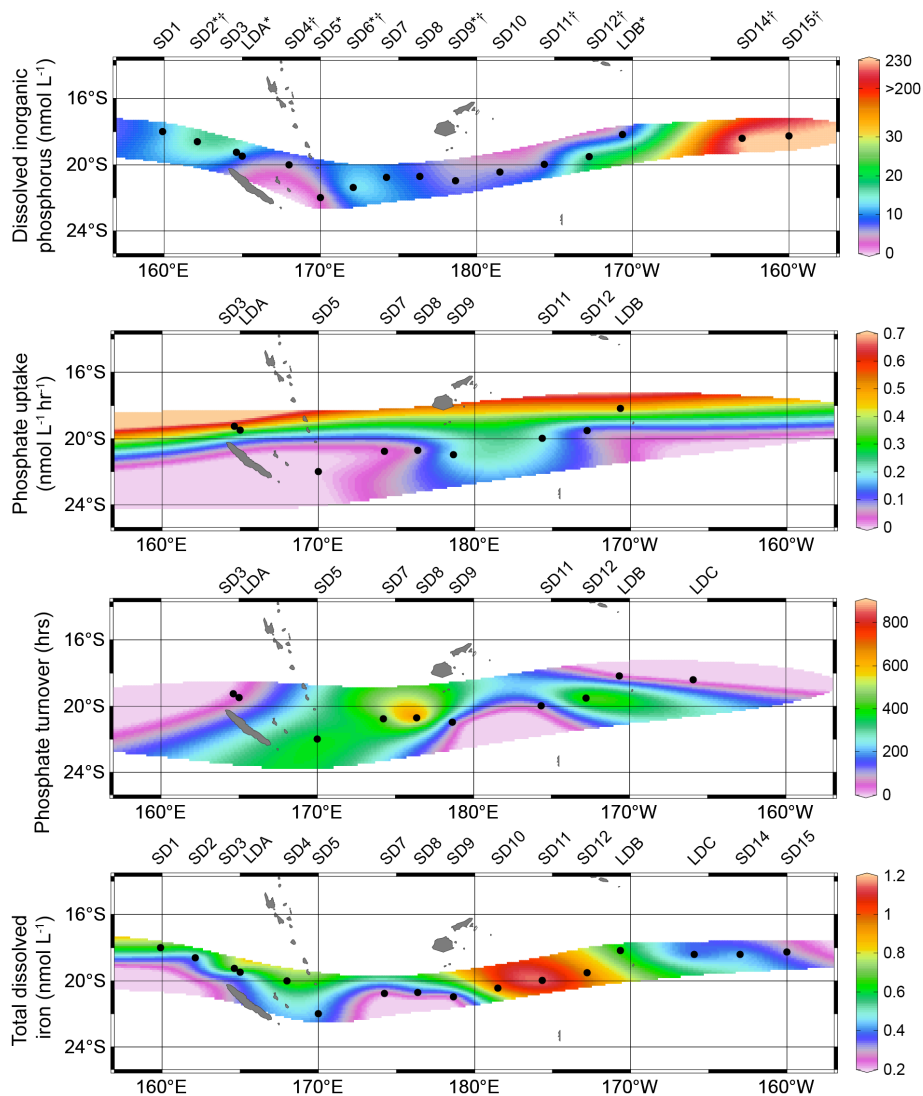 SD1 SD2*† SD3 LDA* SD4† SD5* SD6*† SD7 SD8 SD9*† SD10 SD11† SD12† LDB* SD14† SD15†
Dissolved inorganic
phosphorus (nmol L⁻¹)
16°S
20°S
24°S
160°E 170°E 180°E 170°W 160°W
230
>200
30
20
10
0
SD3 LDA SD5 SD7 SD8 SD9 SD11 SD12 LDB
Phosphate uptake
(nmol L⁻¹ hr⁻¹)
16°S
20°S
24°S
160°E 170°E 180°E 170°W 160°W
0.7
0.6
0.5
0.4
0.3
0.2
0.1
0
SD3 LDA SD5 SD7 SD8 SD9 SD11 SD12 LDB LDC
Phosphate turnover (hrs)
16°S
20°S
24°S
160°E 170°E 180°E 170°W 160°W
800
600
400
200
0
SD1 SD2 SD3 LDA SD4 SD5 SD7 SD8 SD9 SD10 SD11 SD12 LDB LDC SD14 SD15
Total dissolved
iron (nmol L⁻¹)
16°S
20°S
24°S
160°E 170°E 180°E 170°W 160°W
1.2
1
0.8
0.6
0.4
0.2